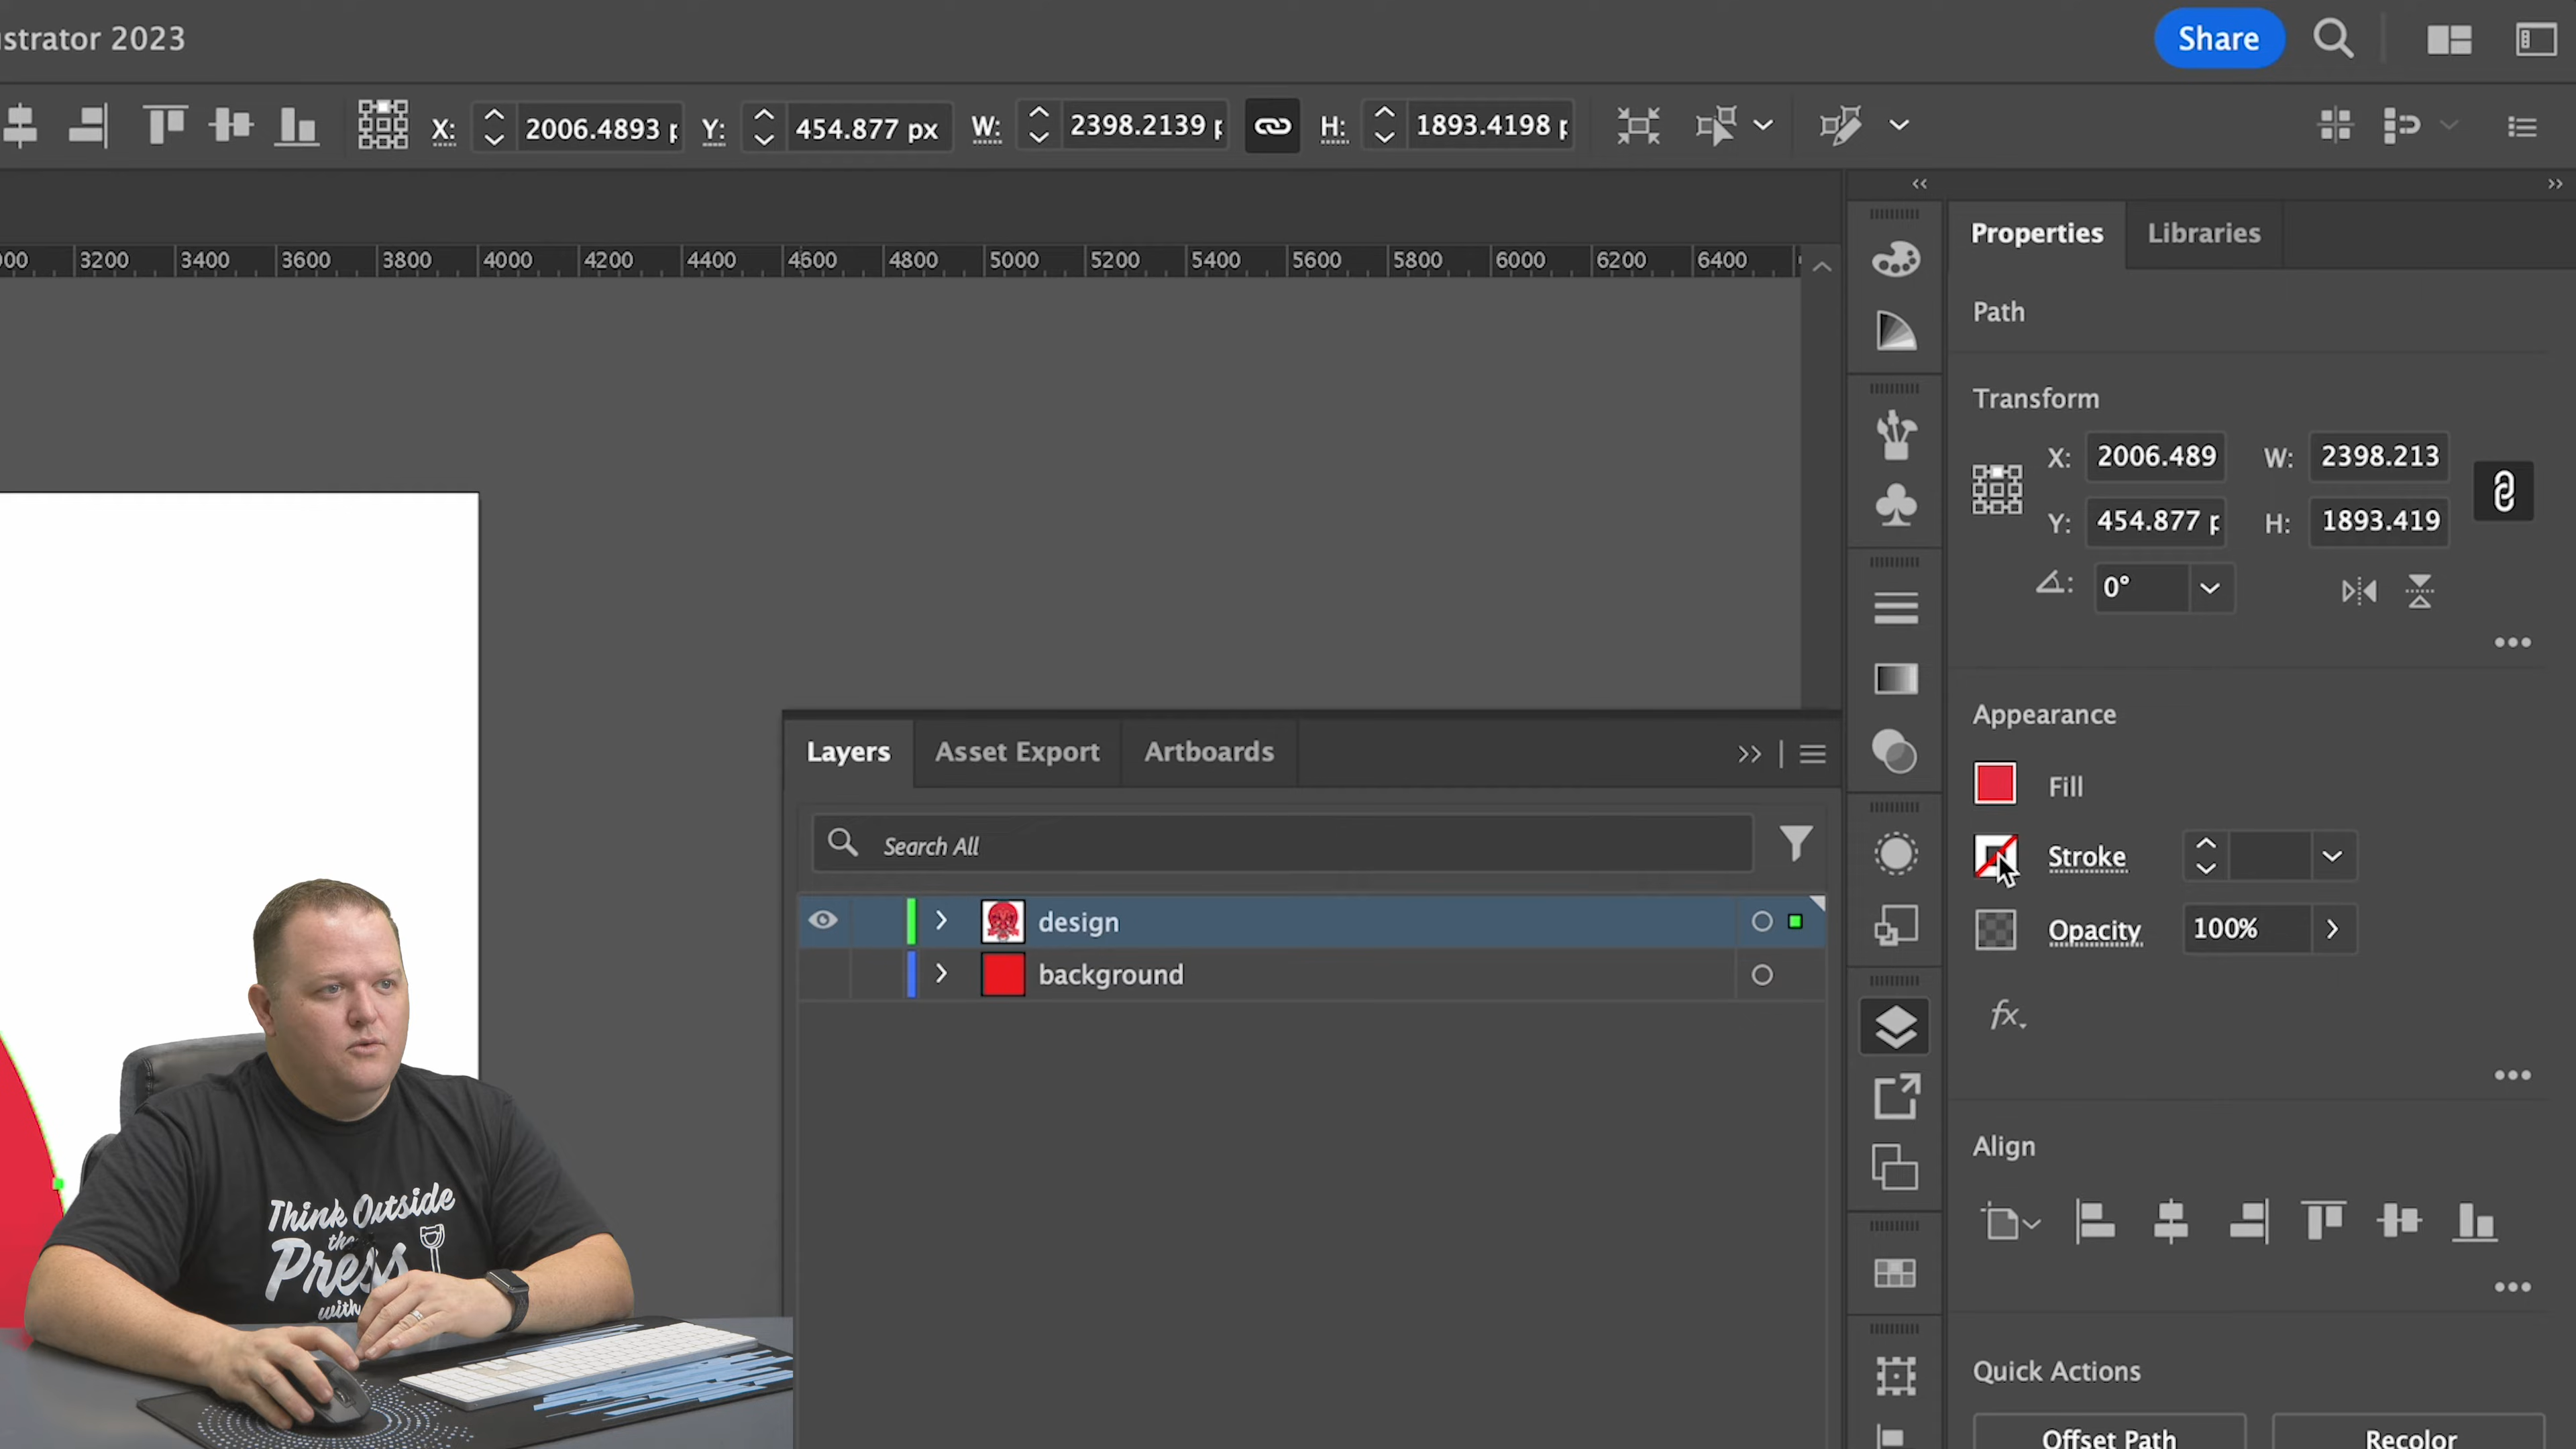 ustrator 2023
Share
X: 2006.4893 p Y: 454.877 px W: 2398.2139 p H: 1893.4198 p
3200 3400 3600 3800 4000 4200 4400 4600 4800 5000 5200 5400 5600 5800 6000 6200 6400
Properties Libraries
Path
Transform
X: 2006.489 W: 2398.213
Y: 454.877 p H: 1893.419
0°
Appearance
Fill
Stroke
Opacity 100%
fx
Align
Quick Actions
Offset Path Recolor
Layers Asset Export Artboards
Search All
design
background
Think Outside
the
Press
with